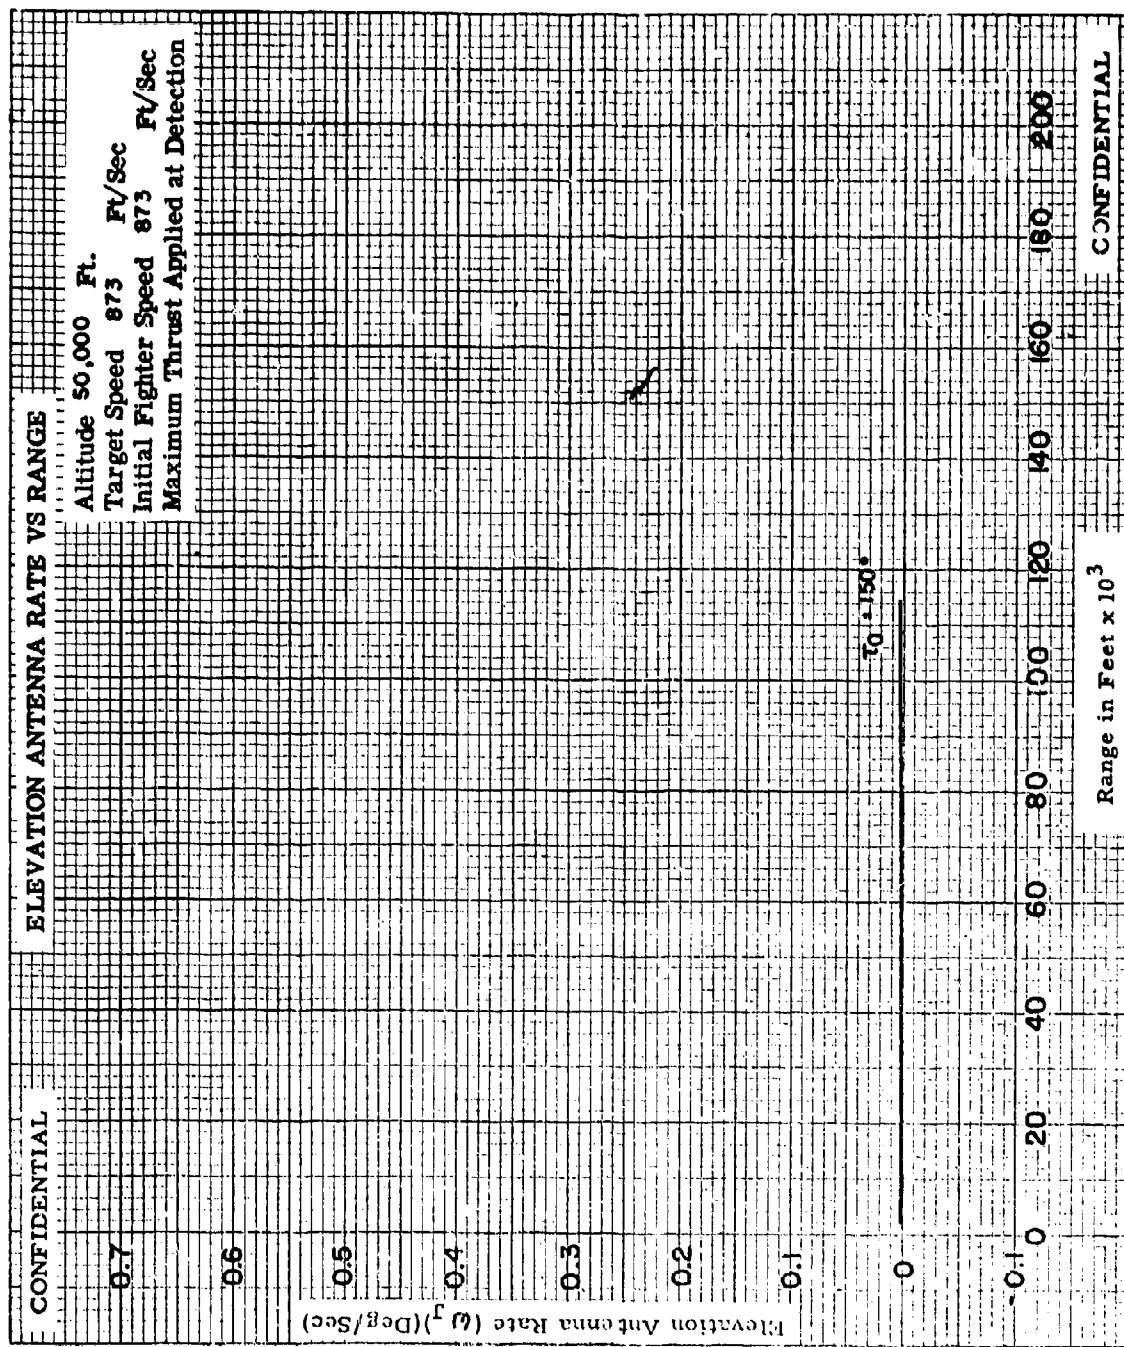 CONFIDENTIAL
ELEVATION ANTENNA RATE VS RANGE
Altitude 50,000 Ft.
Target Speed 873 Ft/Sec
Initial Fighter Speed 873 Ft/Sec
Maximum Thrust Applied at Detection
Elevation Antenna Rate (ωJ)(Deg/Sec)
0.7
0.6
0.5
0.4
0.3
0.2
0.1
0
-0.1
τ0 = 150°
0 20 40 60 80 100 120 140 160 180 200
Range in Feet x 10³
CONFIDENTIAL